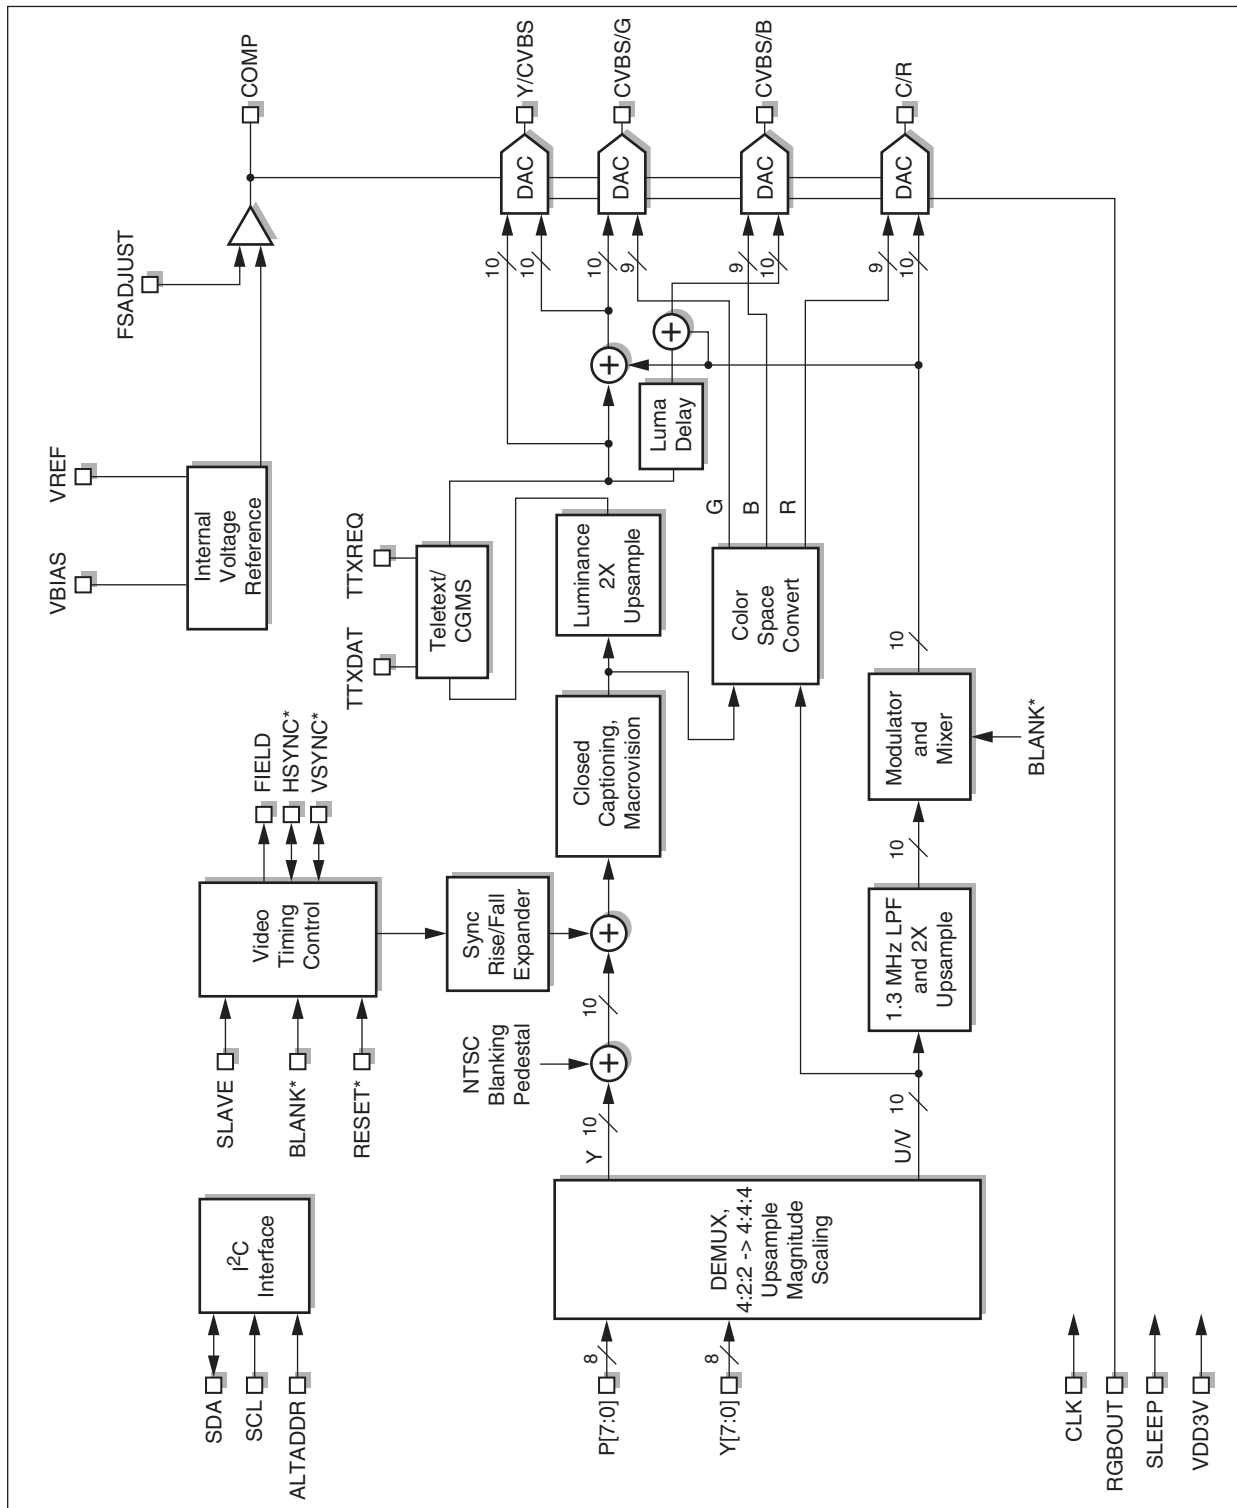 SDA
SCL
ALTADDR
I2C
Interface
SLAVE
BLANK*
RESET*
Video
Timing
Control
FIELD
HSYNC*
VSYNC*
VBIAS
VREF
Internal
Voltage
Reference
FSADJUST
COMP
Sync
Rise/Fall
Expander
TTXDAT
TTXREQ
Teletext/
CGMS
P[7:0]
8
Y[7:0]
8
DEMUX,
4:2:2 -> 4:4:4
Upsample
Magnitude
Scaling
Y
10
NTSC
Blanking
Pedestal
+
10
+
Closed
Captioning,
Macrovision
Luminance
2X
Upsample
Luma
Delay
+
+
10
10
DAC
Y/CVBS
10
9
DAC
CVBS/G
9
10
DAC
CVBS/B
9
10
DAC
C/R
Color
Space
Convert
G
B
R
U/V
10
1.3 MHz LPF
and 2X
Upsample
10
Modulator
and
Mixer
10
BLANK*
CLK
RGBOUT
SLEEP
VDD3V